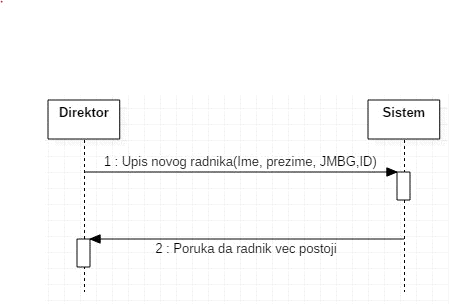 Direktor
Sistem
1 : Upis novog radnika(Ime, prezime, JMBG,ID)
2 : Poruka da radnik vec postoji